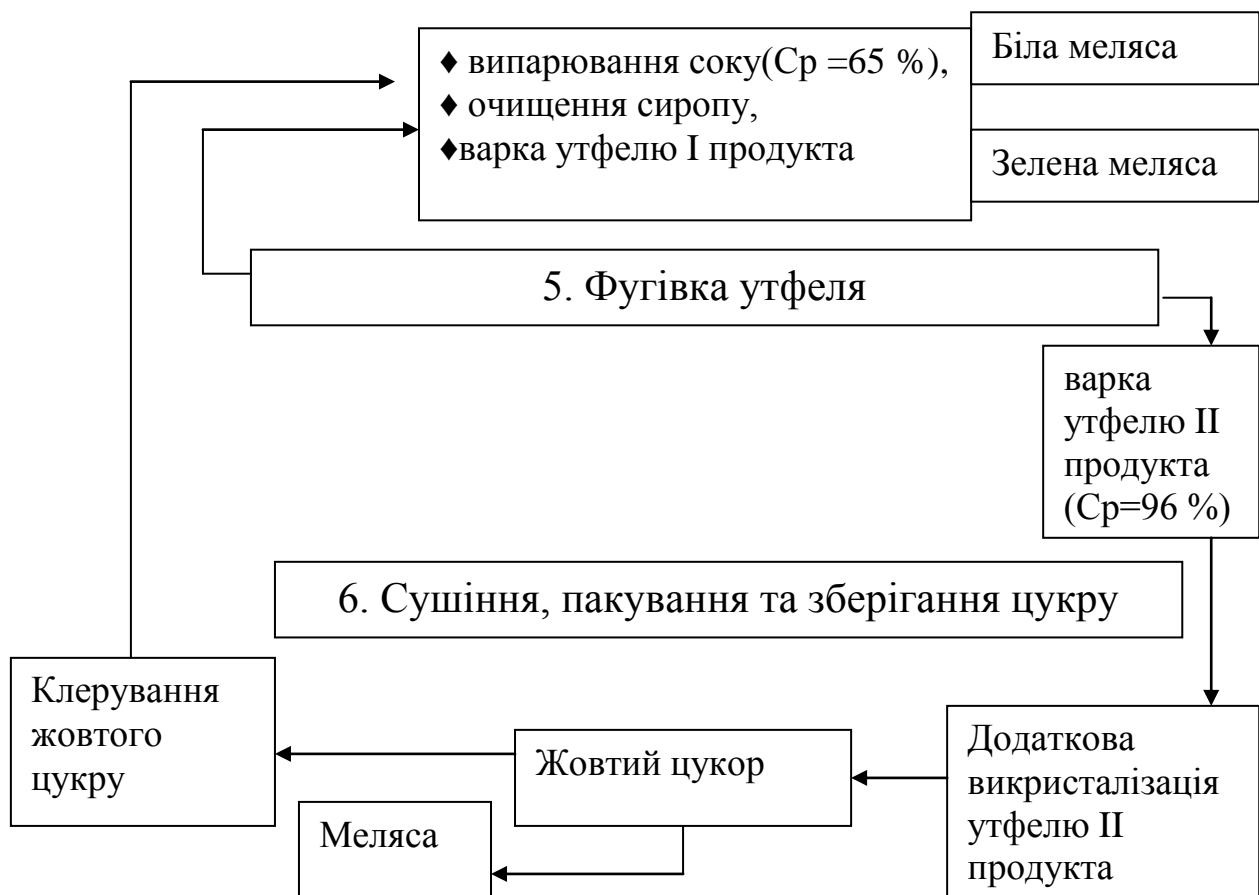 ♦ випарювання соку(Ср =65 %),
♦ очищення сиропу,
♦варка утфелю І продукта
Біла меляса
Зелена меляса
5. Фугівка утфеля
варка
утфелю ІІ
продукта
(Ср=96 %)
6. Сушіння, пакування та зберігання цукру
Клерування
жовтого
цукру
Жовтий цукор
Меляса
Додаткова
викристалізація
утфелю ІІ
продукта